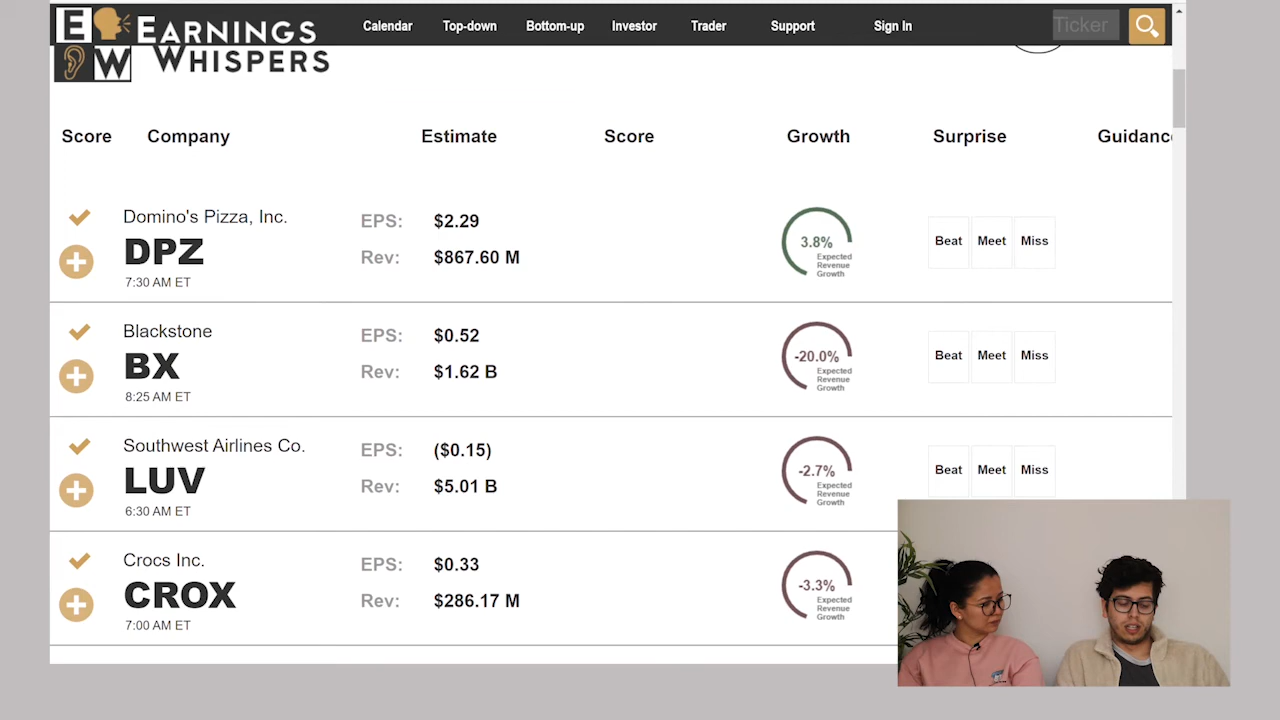 E
W
EARNINGS
WHISPERS
Calendar
Top-down
Bottom-up
Investor
Trader
Support
Sign In
Ticker
Score
Company
Estimate
Score
Growth
Surprise
Guidanc
Domino's Pizza, Inc.
DPZ
7:30 AM ET
EPS: $2.29
Rev: $867.60 M
3.8%
Expected
Revenue
Growth
Beat
Meet
Miss
Blackstone
BX
8:25 AM ET
EPS: $0.52
Rev: $1.62 B
-20.0%
Expected
Revenue
Growth
Beat
Meet
Miss
Southwest Airlines Co.
LUV
6:30 AM ET
EPS: ($0.15)
Rev: $5.01 B
-2.7%
Expected
Revenue
Growth
Beat
Meet
Miss
Crocs Inc.
CROX
7:00 AM ET
EPS: $0.33
Rev: $286.17 M
-3.3%
Expected
Revenue
Growth